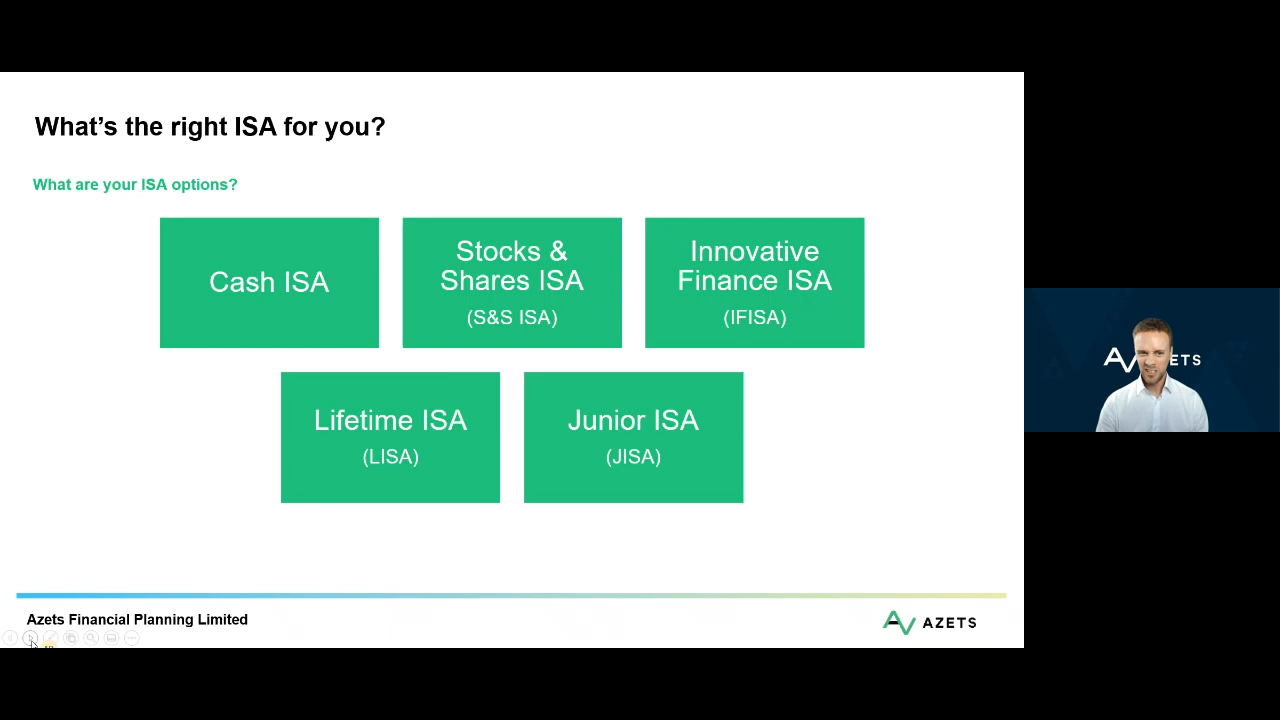 What's the right ISA for you?
What are your ISA options?
Cash ISA
Stocks &
Shares ISA
(S&S ISA)
Innovative
Finance ISA
(IFISA)
Lifetime ISA
(LISA)
Junior ISA
(JISA)
Azets Financial Planning Limited
AZETS